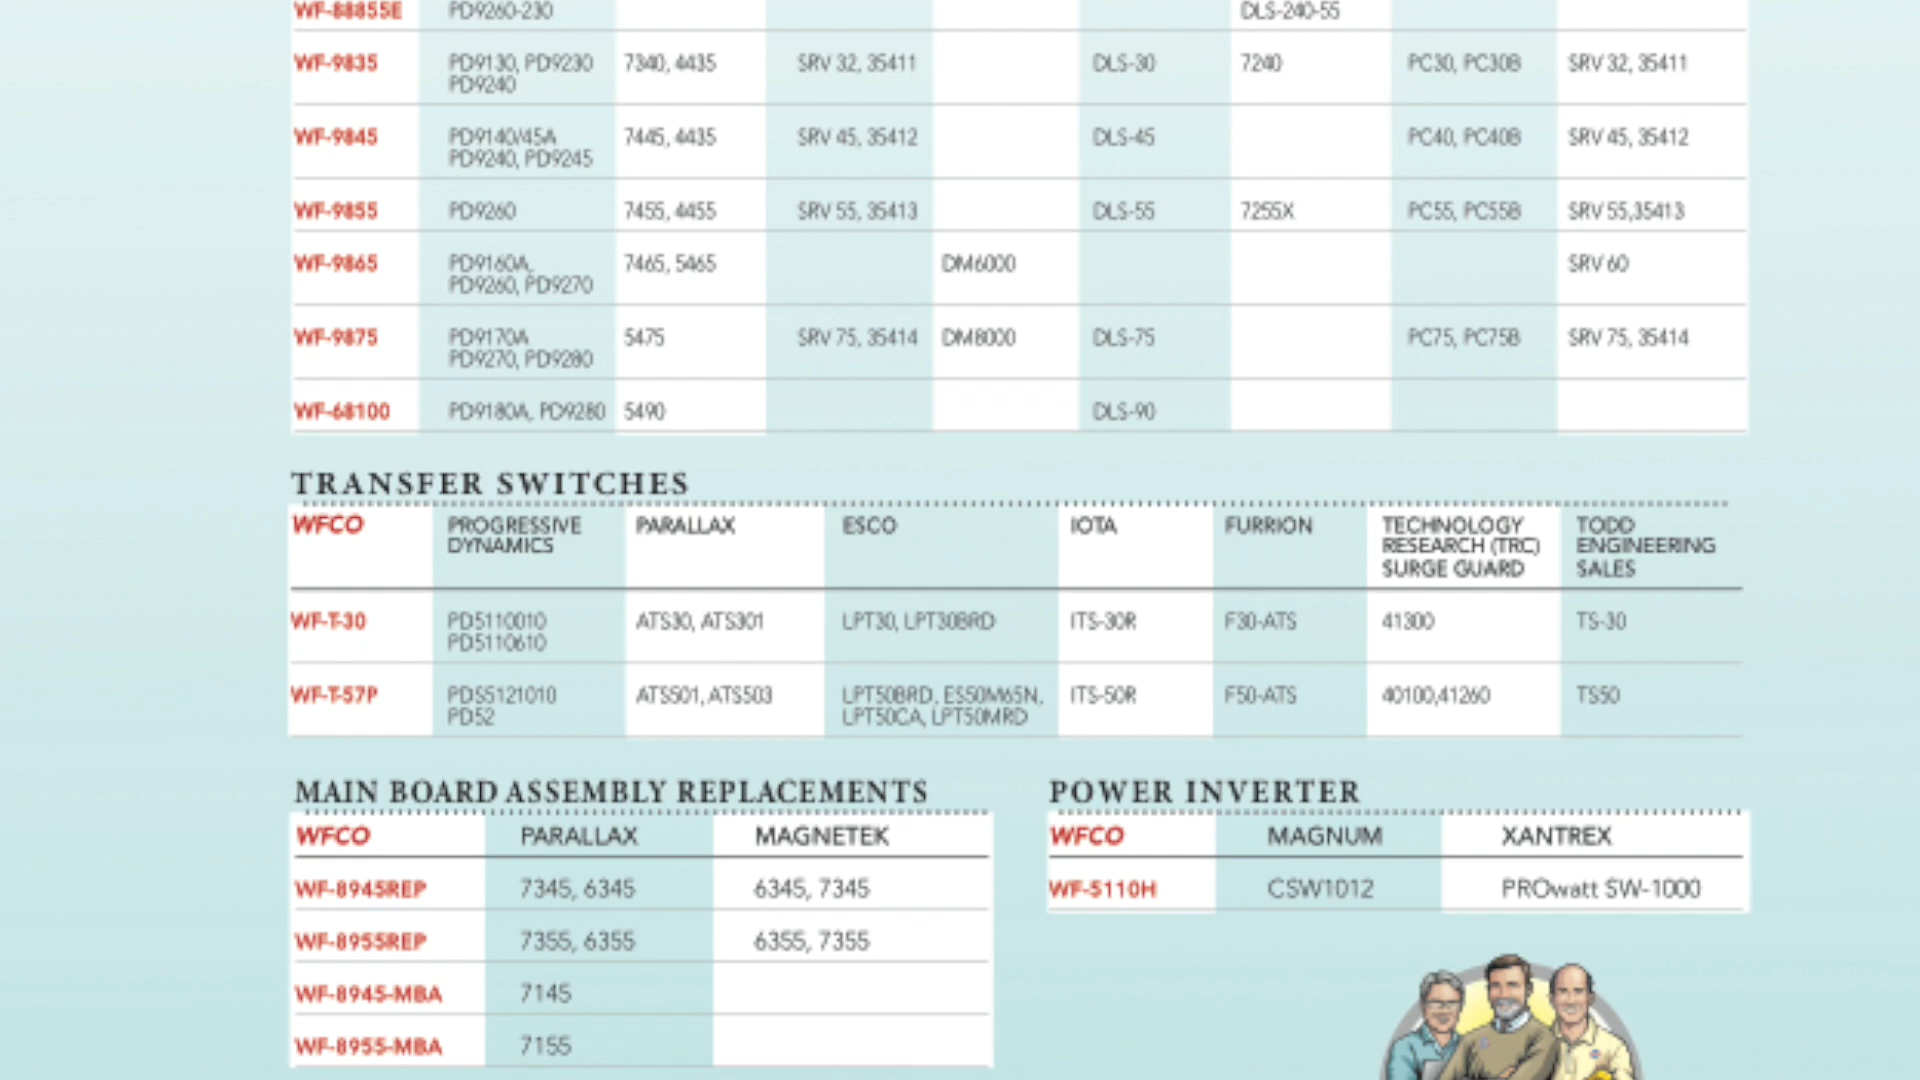 WF-88855E PD9260-230 DLS-240-55
WF-9835 PD9130, PD9230 7340, 4435 SRV 32, 35411 DLS-30 7240 PC30, PC30B SRV 32, 35411
PD9240
WF-9845 PD9140/45A 7445, 4435 SRV 45, 35412 DLS-45 PC40, PC40B SRV 45, 35412
PD9240, PD9245
WF-9855 PD9260 7455, 4455 SRV 55, 35413 DLS-55 7255X PC55, PC55B SRV 55,35413
WF-9865 PD9160A, 7465, 5465 DM6000 SRV 60
PD9260, PD9270
WF-9875 PD9170A 5475 SRV 75, 35414 DM8000 DLS-75 PC75, PC75B SRV 75, 35414
PD9270, PD9280
WF-68100 PD9180A, PD9280 5490 DLS-90
TRANSFER SWITCHES
WFCO PROGRESSIVE PARALLAX ESCO IOTA FURRION TECHNOLOGY TODD
DYNAMICS RESEARCH (TRC) ENGINEERING
SURGE GUARD SALES
WF-T-30 PD5110010 ATS30, ATS301 LPT30, LPT30BRD ITS-30R F30-ATS 41300 TS-30
PD5110610
WF-T-57P PDS5121010 ATS501, ATS503 LPT50BRD, ES50M65N, ITS-50R F50-ATS 40100,41260 TS50
PD52 LPT50CA, LPT50MRD
MAIN BOARD ASSEMBLY REPLACEMENTS
WFCO PARALLAX MAGNETEK
WF-8945REP 7345, 6345 6345, 7345
WF-8955REP 7355, 6355 6355, 7355
WF-8945-MBA 7145
WF-8955-MBA 7155
POWER INVERTER
WFCO MAGNUM XANTREX
WF-5110H CSW1012 PROwatt SW-1000